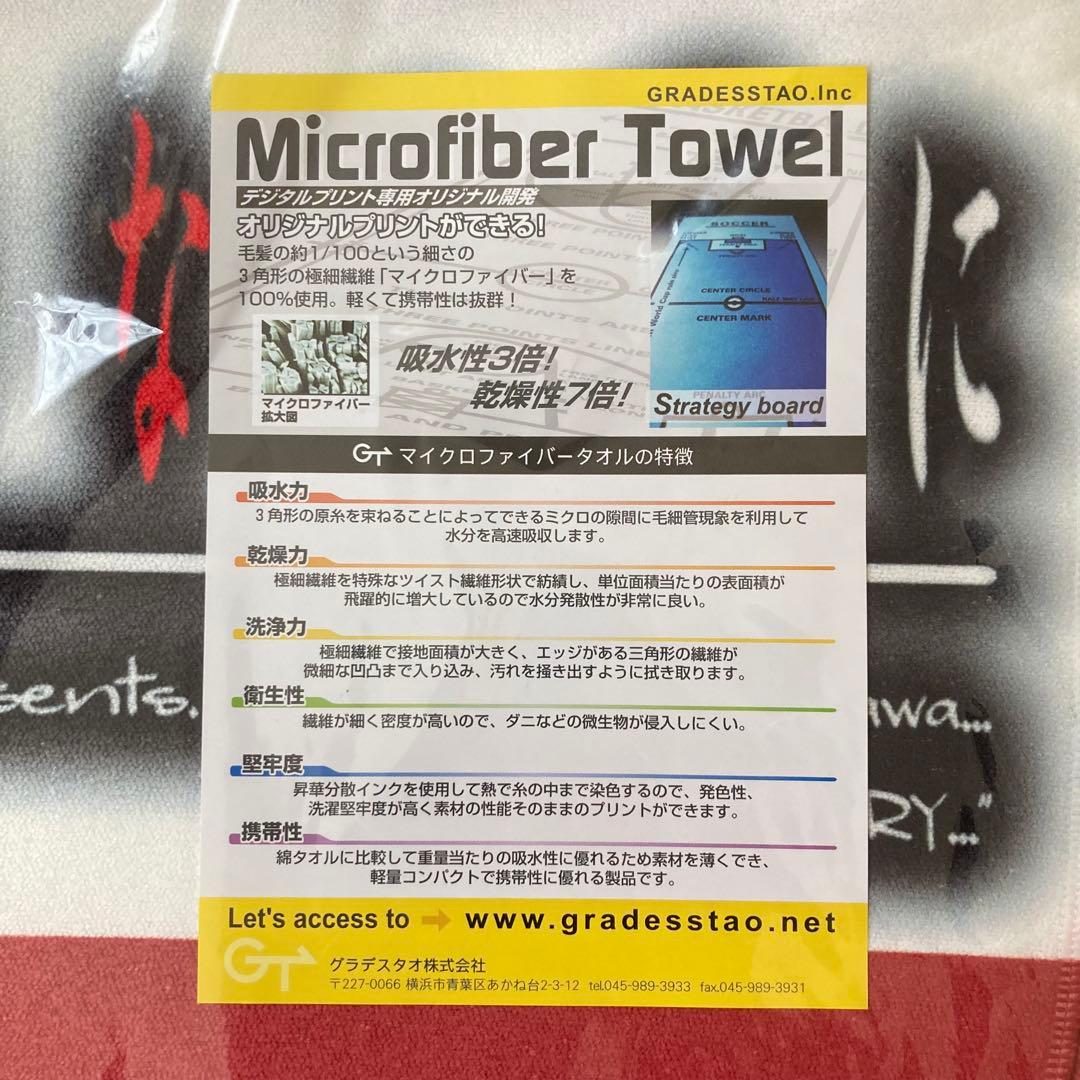 GRADESSTAO.Inc
Microfiber Towel
デジタルプリント専用オリジナル開発
オリジナルプリントができる!
毛髪の約1/100という細さの
3角形の極細繊維「マイクロファイバー」を
100%使用。軽くて携帯性は抜群!
マイクロファイバー
拡大図
吸水性3倍!
乾燥性7倍!
SOCCER
CENTER CIRCLE
HALF WAY LINE
CENTER MARK
PENALTY ARC
Strategy board
GT マイクロファイバータオルの特徴
吸水力
3角形の原糸を束ねることによってできるミクロの隙間に毛細管現象を利用して
水分を高速吸収します。
乾燥力
極細繊維を特殊なツイスト繊維形状で紡績し、単位面積当たりの表面積が
飛躍的に増大しているので水分発散性が非常に良い。
洗浄力
極細繊維で接地面積が大きく、エッジがある三角形の繊維が
微細な凹凸まで入り込み、汚れを掻き出すように拭き取ります。
衛生性
繊維が細く密度が高いので、ダニなどの微生物が侵入しにくい。
堅牢度
昇華分散インクを使用して熱で糸の中まで染色するので、発色性、
洗濯堅牢度が高く素材の性能そのままのプリントができます。
携帯性
綿タオルに比較して重量当たりの吸水性に優れるため素材を薄くでき、
軽量コンパクトで携帯性に優れる製品です。
Let's access to → www.gradesstao.net
GT グラデスタオ株式会社
〒227-0066 横浜市青葉区あかね台2-3-12 tel.045-989-3933 fax.045-989-3931
な
に
sents.
awa...
RY..."